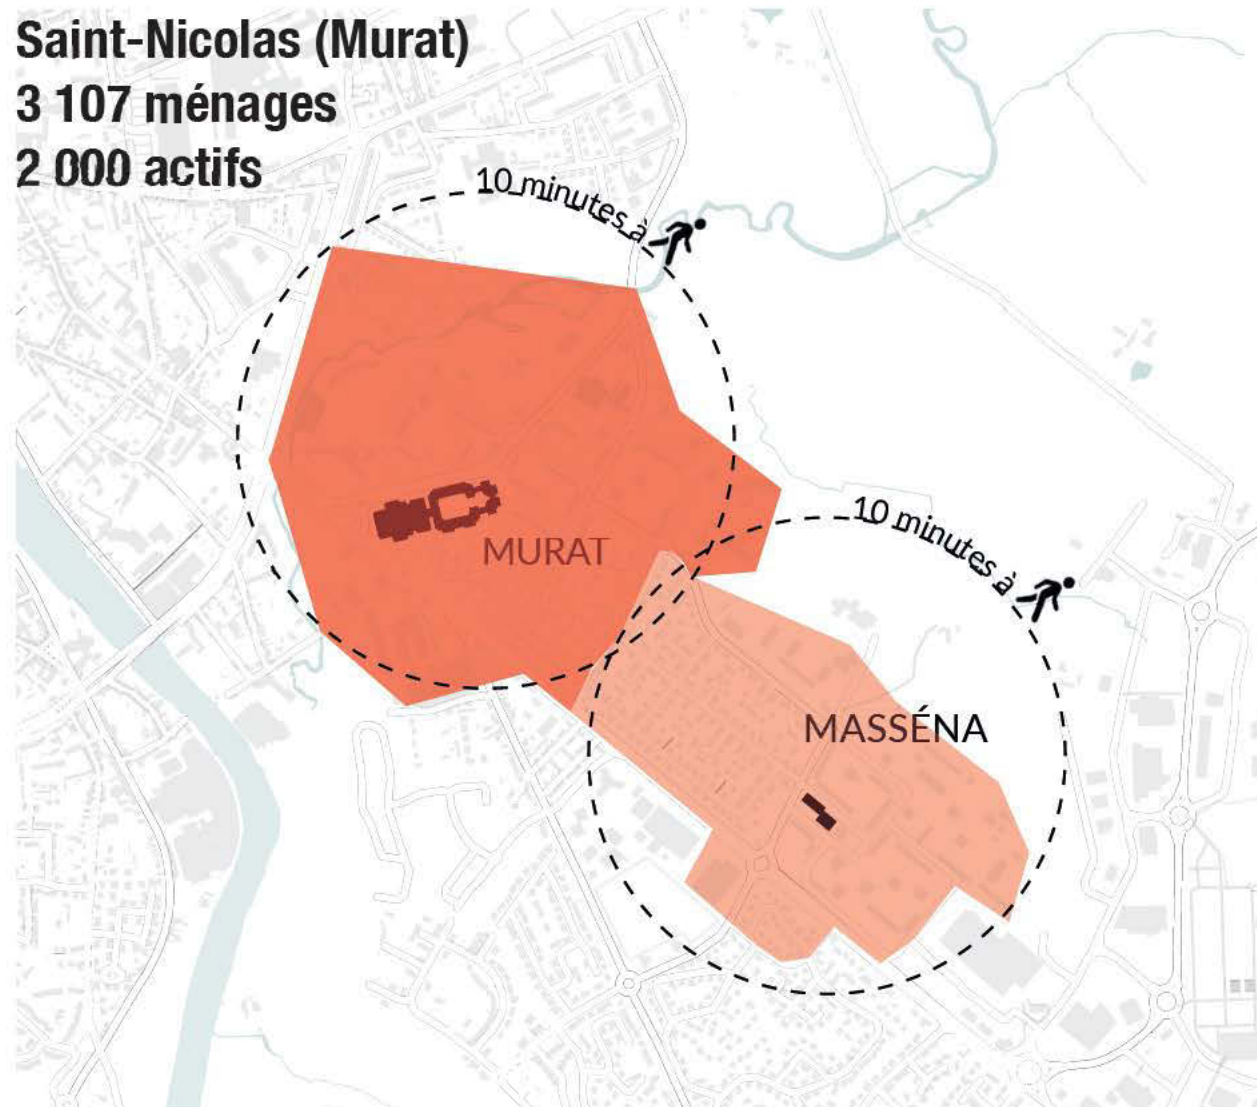 Saint-Nicolas (Murat)
3 107 ménages
2 000 actifs
10 minutes à
MURAT
10 minutes à
MASSÉNA